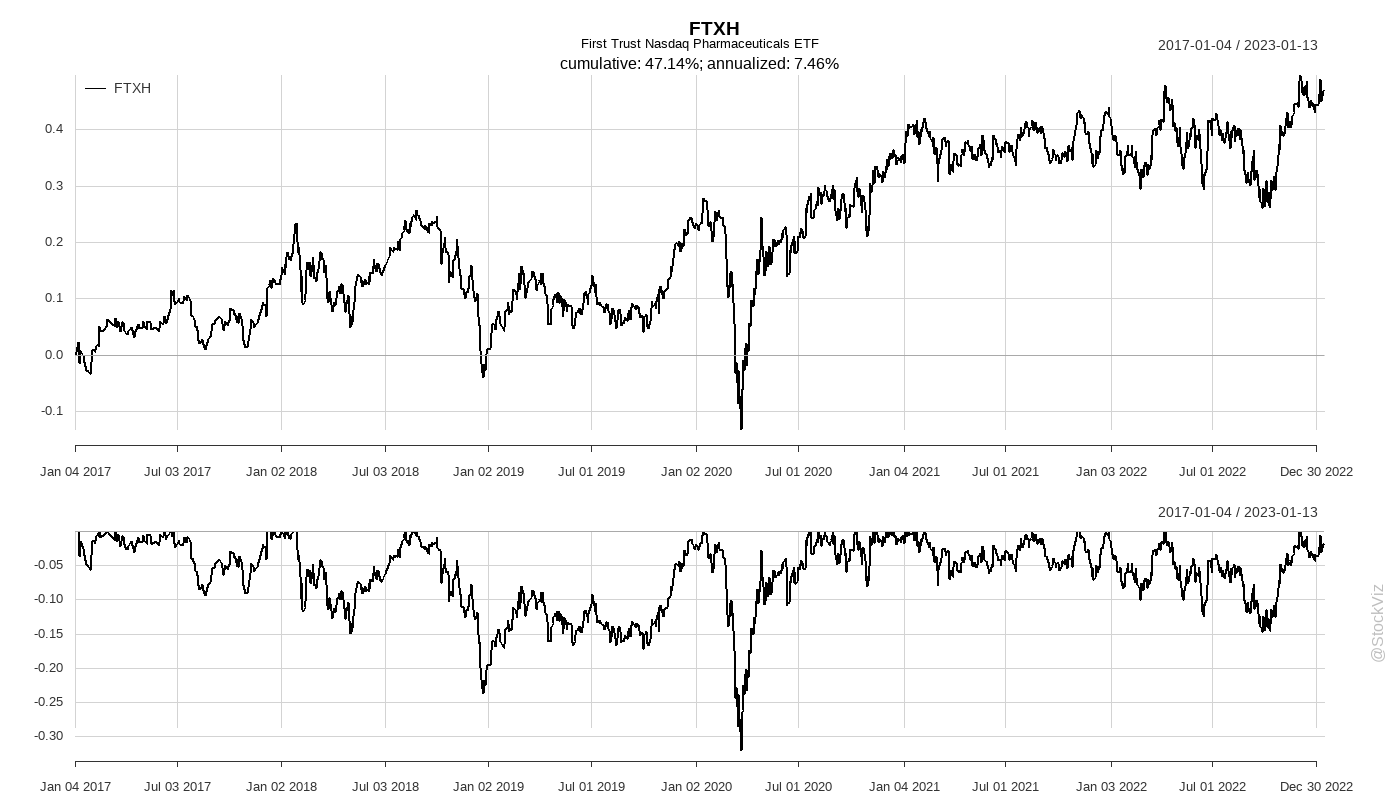 FTXH
First Trust Nasdaq Pharmaceuticals ETF
2017-01-04 / 2023-01-13
cumulative: 47.14%; annualized: 7.46%
FTXH
0.4
0.3
0.2
0.1
0.0
-0.1
Jan 04 2017 Jul 03 2017 Jan 02 2018 Jul 03 2018 Jan 02 2019 Jul 01 2019 Jan 02 2020 Jul 01 2020 Jan 04 2021 Jul 01 2021 Jan 03 2022 Jul 01 2022 Dec 30 2022
2017-01-04 / 2023-01-13
-0.05
-0.10
-0.15
-0.20
-0.25
-0.30
Jan 04 2017 Jul 03 2017 Jan 02 2018 Jul 03 2018 Jan 02 2019 Jul 01 2019 Jan 02 2020 Jul 01 2020 Jan 04 2021 Jul 01 2021 Jan 03 2022 Jul 01 2022 Dec 30 2022
@StockViz